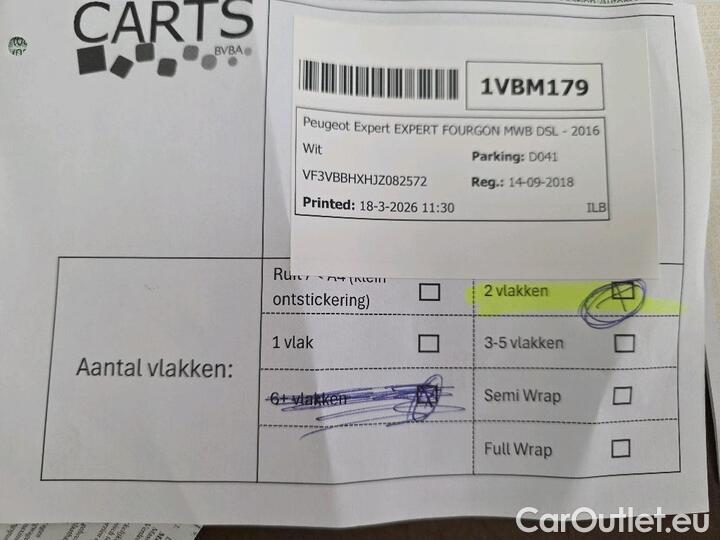 CARTS
BVBA
1VBM179
Peugeot Expert EXPERT FOURGON MWB DSL - 2016
Wit
Parking: D041
VF3VBBHXHJZ082572
Reg.: 14-09-2018
Printed: 18-3-2026 11:30
ILB
ontstickering)
2 vlakken
1 vlak
3-5 vlakken
Aantal vlakken:
6+ vlakken
Semi Wrap
Full Wrap
CarOutlet.eu